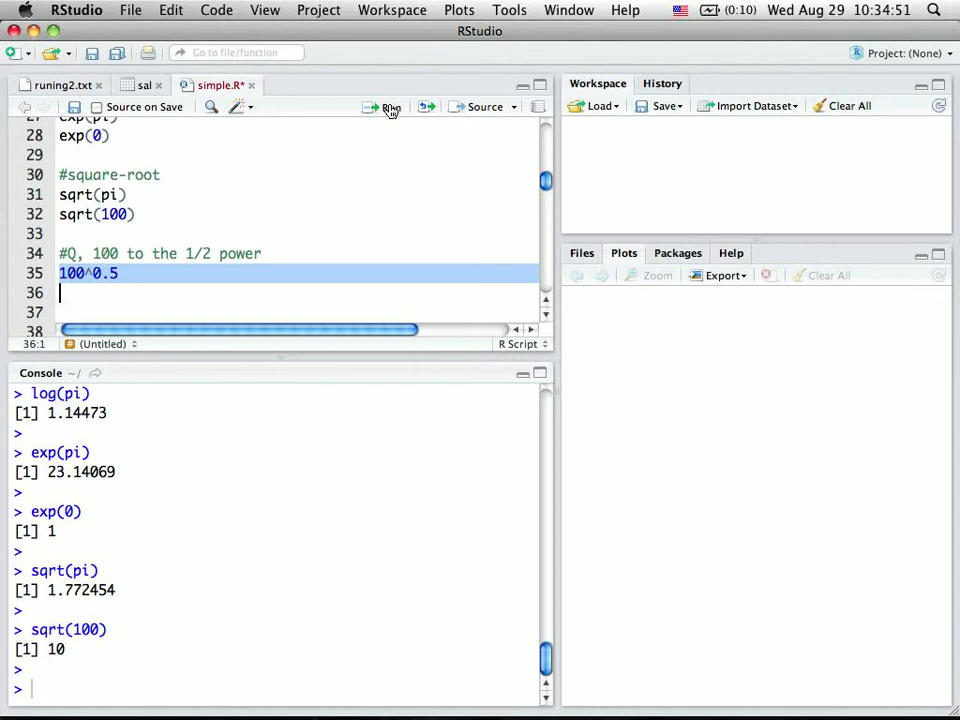 RStudio File Edit Code View Project Workspace Plots Tools Window Help (0:10) Wed Aug 29 10:34:51
RStudio
Go to file/function Project: (None)
runing2.txt sal simple.R*
Source on Save Run Source
27 exp(pi)
28 exp(0)
29
30 #square-root
31 sqrt(pi)
32 sqrt(100)
33
34 #Q, 100 to the 1/2 power
35 100^0.5
36
37
38
36:1 (Untitled) R Script
Console ~/
> log(pi)
[1] 1.14473
>
> exp(pi)
[1] 23.14069
>
> exp(0)
[1] 1
>
> sqrt(pi)
[1] 1.772454
>
> sqrt(100)
[1] 10
>
>
Workspace History
Load Save Import Dataset Clear All
Files Plots Packages Help
Zoom Export Clear All